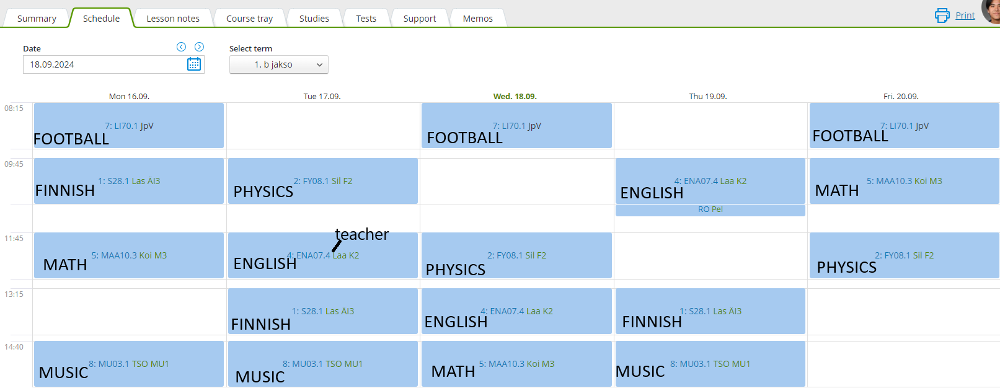 Summary Schedule Lesson notes Course tray Studies Tests Support Memos Print
Date Select term
18.09.2024 1. b jakso
Mon 16.09. Tue 17.09. Wed. 18.09. Thu 19.09. Fri. 20.09.
08:15
7: LI70.1 JpV 7: LI70.1 JpV 7: LI70.1 JpV
FOOTBALL FOOTBALL FOOTBALL
09:45
1: S28.1 Las ÄI3 2: FY08.1 Sil F2 4: ENA07.4 Laa K2 5: MAA10.3 Koi M3
FINNISH PHYSICS ENGLISH MATH
RO Pel
teacher
11:45
5: MAA10.3 Koi M3 4: ENA07.4 Laa K2 2: FY08.1 Sil F2 2: FY08.1 Sil F2
MATH ENGLISH PHYSICS PHYSICS
13:15
1: S28.1 Las ÄI3 4: ENA07.4 Laa K2 1: S28.1 Las ÄI3
FINNISH ENGLISH FINNISH
14:40
8: MU03.1 TSO MU1 8: MU03.1 TSO MU1 5: MAA10.3 Koi M3 8: MU03.1 TSO MU1
MUSIC MUSIC MATH MUSIC